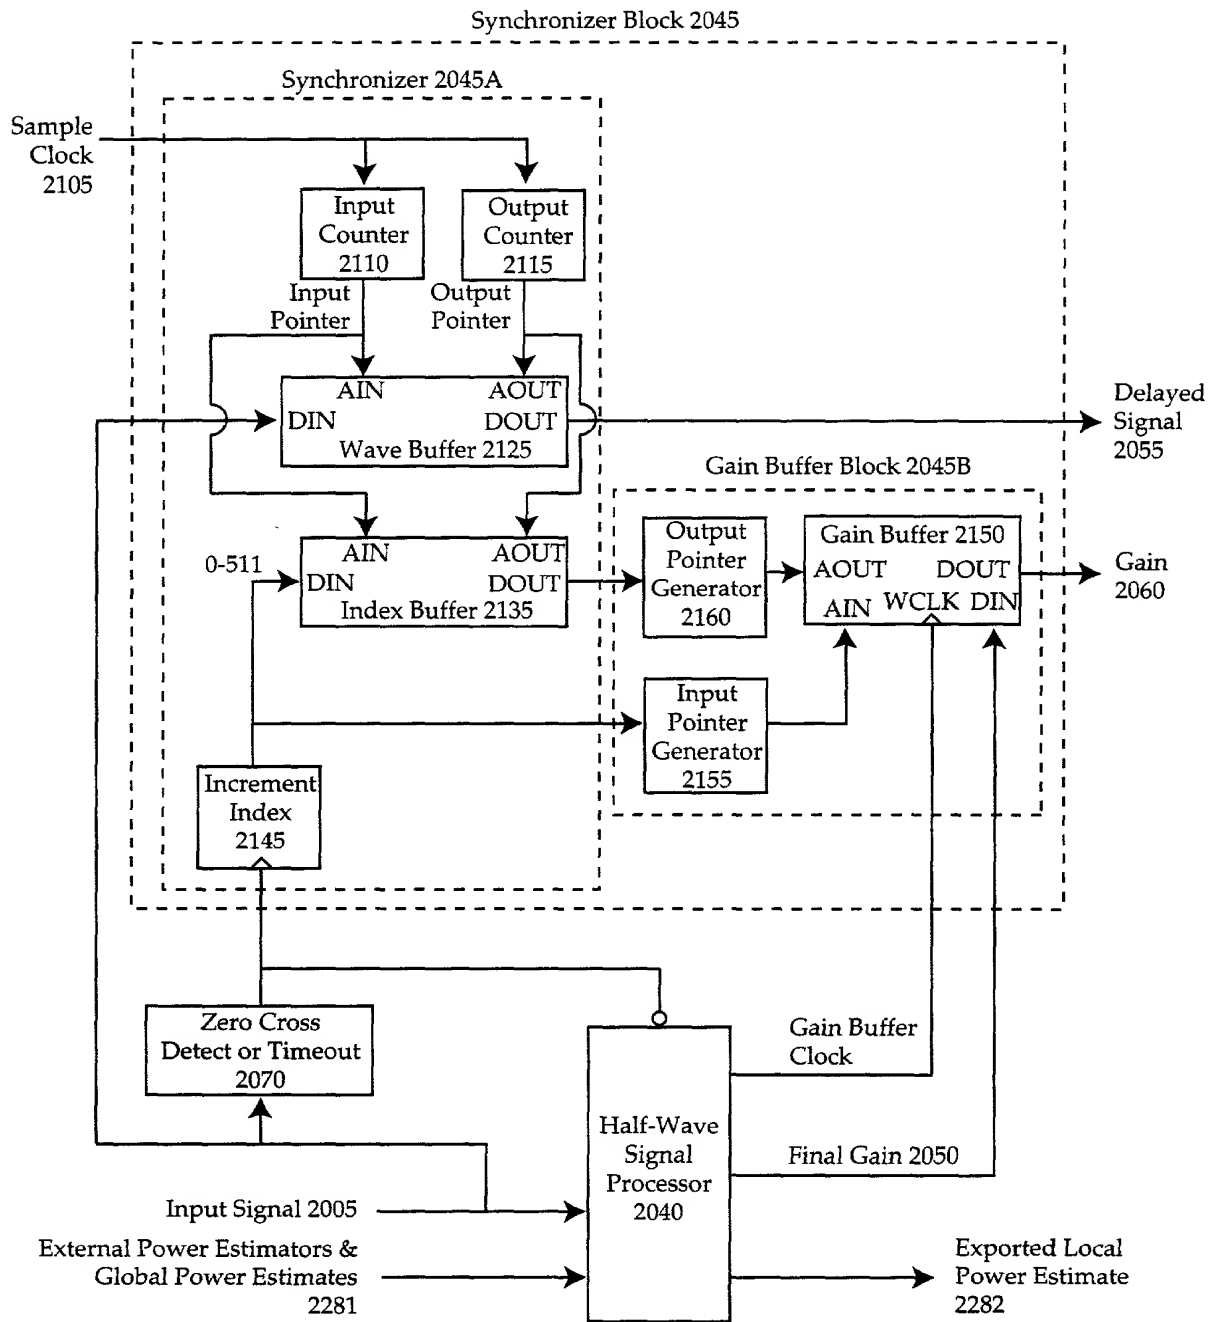 Synchronizer Block 2045
Synchronizer 2045A
Sample
Clock
2105
Input
Counter
2110
Output
Counter
2115
Input
Pointer
Output
Pointer
AIN
AOUT
DIN
DOUT
Wave Buffer 2125
Delayed
Signal
2055
Gain Buffer Block 2045B
0-511
AIN
AOUT
DIN
DOUT
Index Buffer 2135
Output
Pointer
Generator
2160
Gain Buffer 2150
AOUT
DOUT
AIN
WCLK
DIN
Gain
2060
Input
Pointer
Generator
2155
Increment
Index
2145
Zero Cross
Detect or Timeout
2070
Gain Buffer
Clock
Half-Wave
Signal
Processor
2040
Final Gain 2050
Input Signal 2005
External Power Estimators &
Global Power Estimates
2281
Exported Local
Power Estimate
2282